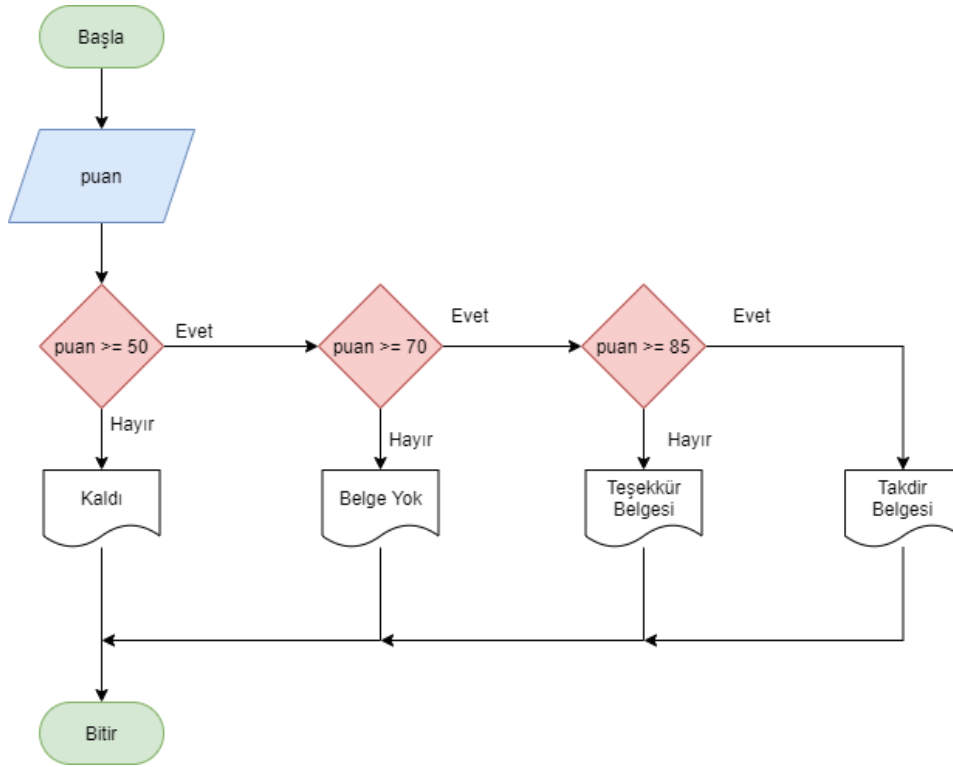 Başla
puan
puan >= 50
Evet
puan >= 70
Evet
puan >= 85
Evet
Hayır
Hayır
Hayır
Kaldı
Belge Yok
Teşekkür
Belgesi
Takdir
Belgesi
Bitir